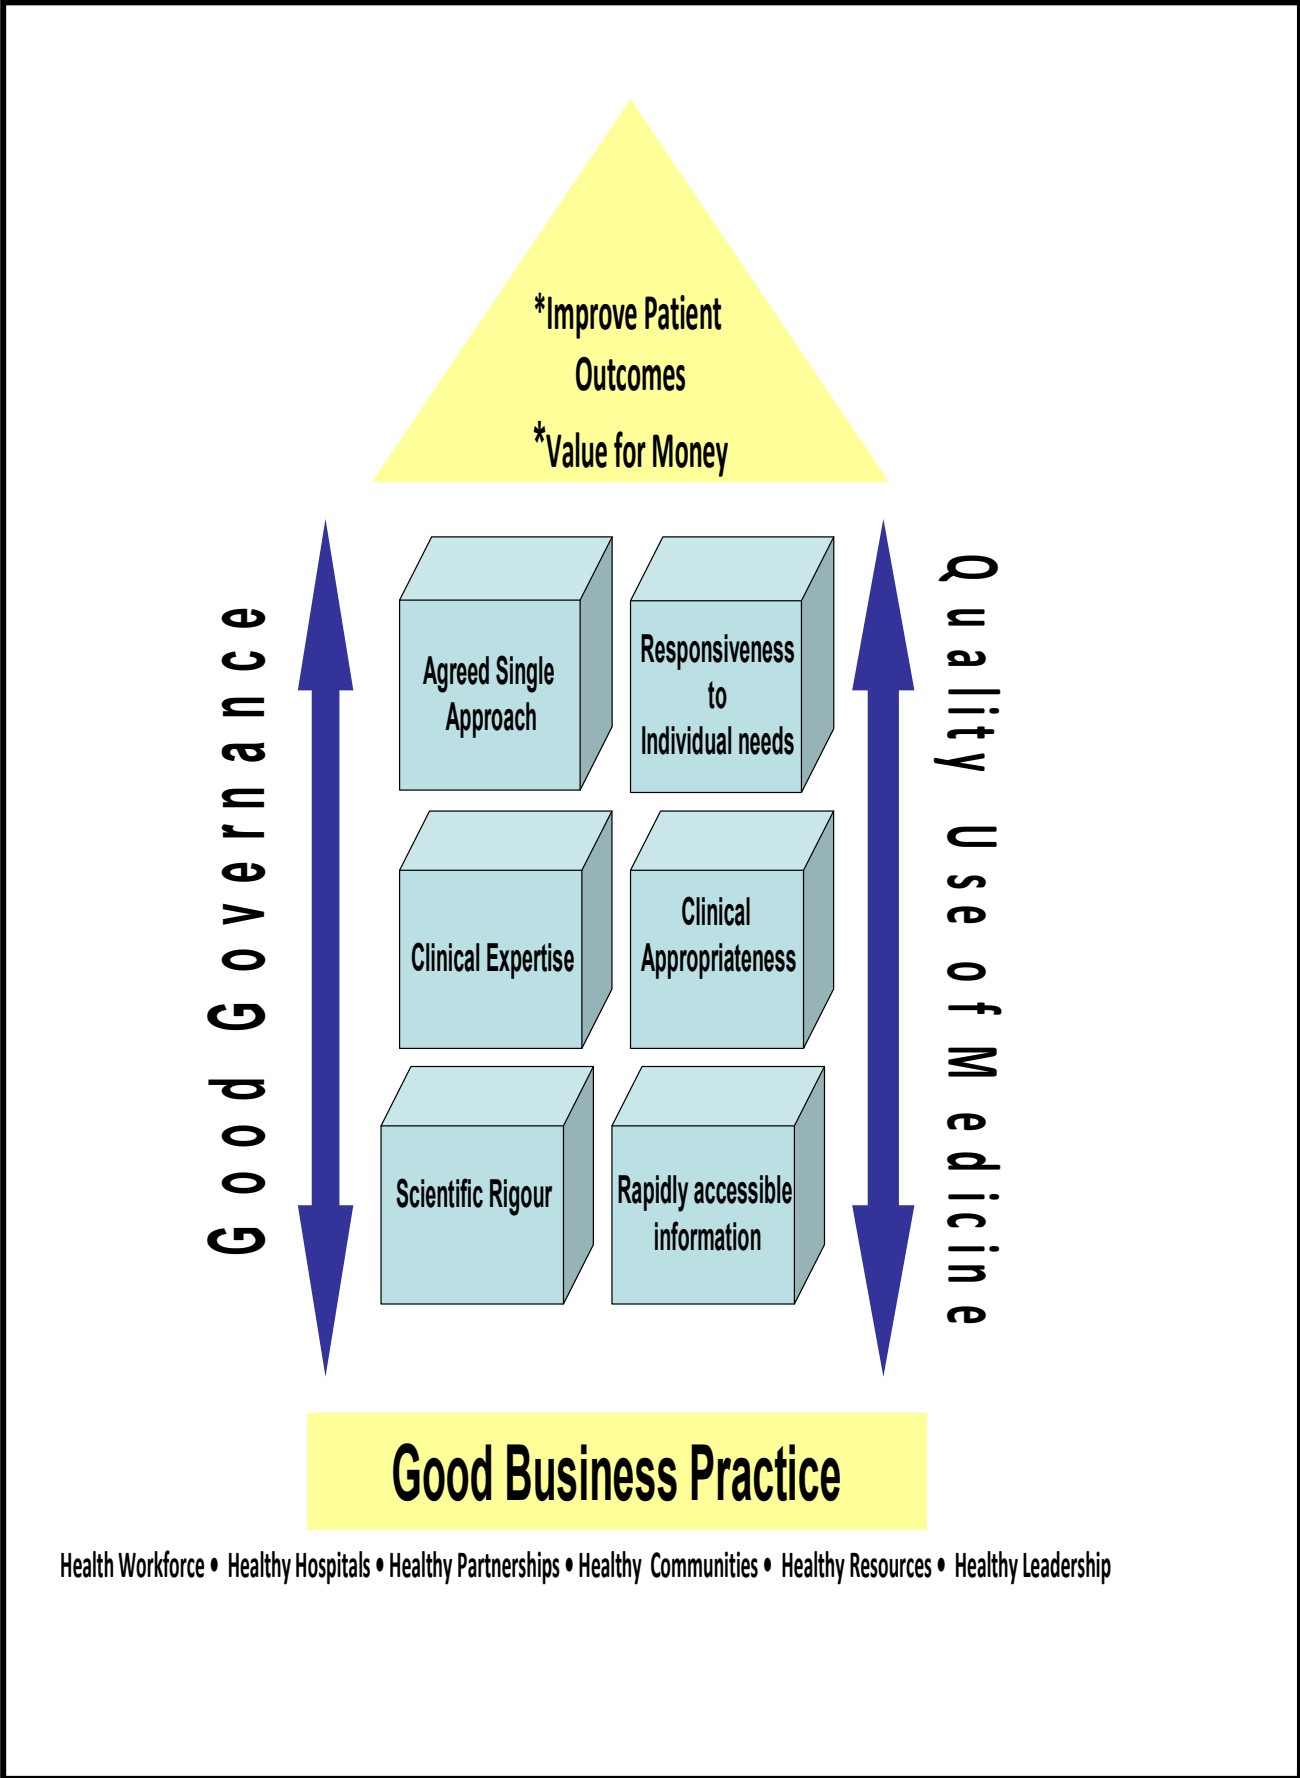 *Improve Patient
Outcomes
*Value for Money
Good Governance
Agreed Single
Approach
Responsiveness
to
Individual needs
Quality Use of Medicine
Clinical Expertise
Clinical
Appropriateness
Scientific Rigour
Rapidly accessible
information
Good Business Practice
Health Workforce • Healthy Hospitals • Healthy Partnerships • Healthy Communities • Healthy Resources • Healthy Leadership